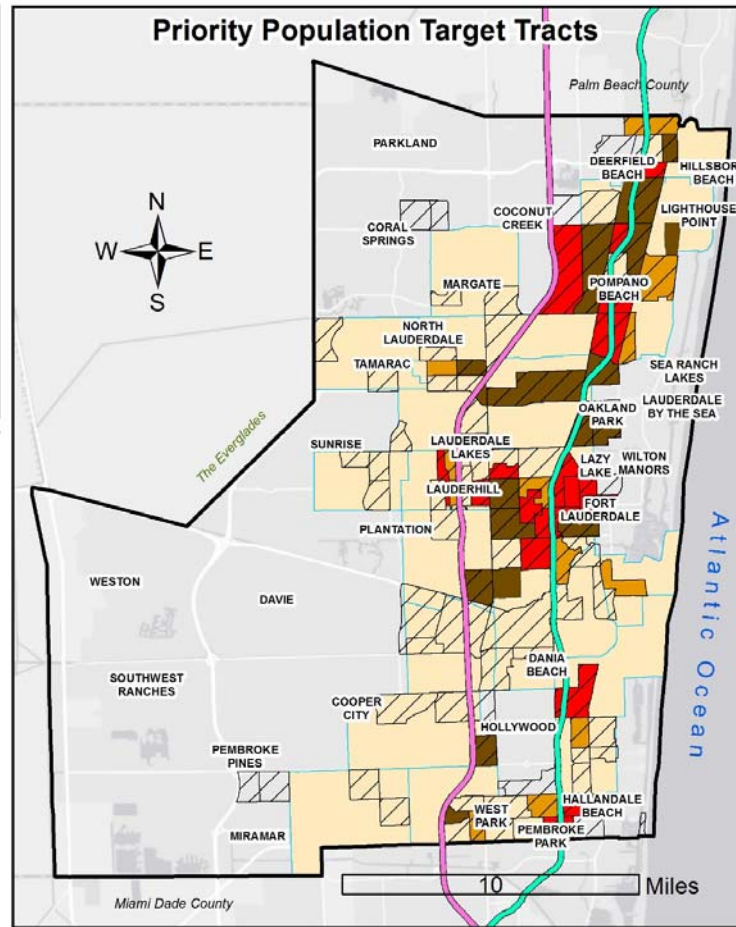 Priority Population Target Tracts
Palm Beach County
PARKLAND
DEERFIELD
BEACH
HILLSBOR
BEACH
N
W E
S
CORAL
SPRINGS
COCONUT
CREEK
LIGHTHOUSE
POINT
MARGATE
POMPANO
BEACH
NORTH
LAUDERDALE
TAMARAC
SEA RANCH
LAKES
LAUDERDALE
BY THE SEA
OAKLAND
PARK
The Everglades
SUNRISE
LAUDERDALE
LAKES
LAZY
LAKE
WILTON
MANORS
LAUDERHILL
FORT
LAUDERDALE
PLANTATION
Atlantic Ocean
WESTON
DAVIE
DANIA
BEACH
SOUTHWEST
RANCHES
COOPER
CITY
HOLLYWOOD
PEMBROKE
PINES
HALLANDALE
BEACH
WEST
PARK
MIRAMAR
PEMBROKE
PARK
10 Miles
Miami Dade County